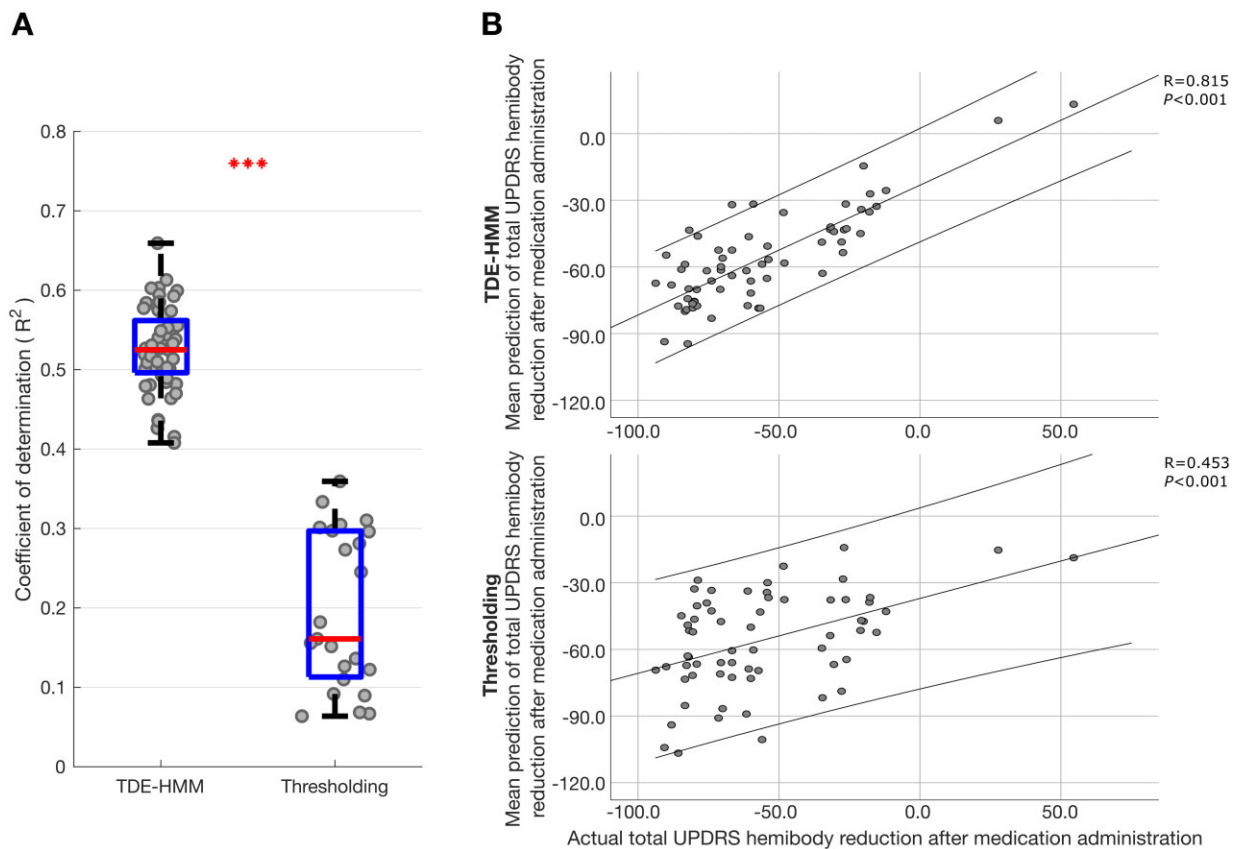 A
0.8
0.7
0.6
0.5
0.4
0.3
0.2
0.1
0
Coefficient of determination ( R²)
***
TDE-HMM
Thresholding
B
TDE-HMM
Mean prediction of total UPDRS hemibody
reduction after medication administration
0.0
-30.0
-60.0
-90.0
-120.0
-100.0
-50.0
0.0
50.0
R=0.815
P<0.001
Thresholding
Mean prediction of total UPDRS hemibody
reduction after medication administration
0.0
-30.0
-60.0
-90.0
-120.0
-100.0
-50.0
0.0
50.0
R=0.453
P<0.001
Actual total UPDRS hemibody reduction after medication administration